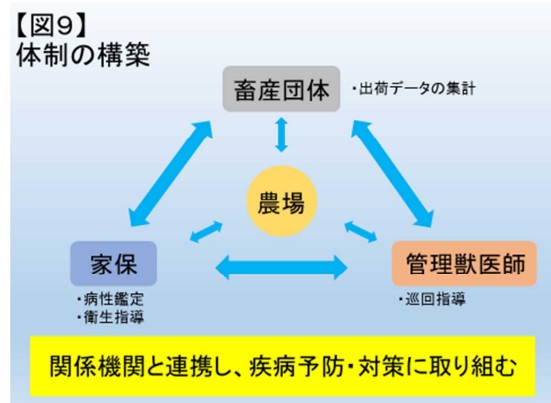 【図９】
体制の構築
畜産団体
・出荷データの集計
農場
家保
・病性鑑定
・衛生指導
管理獣医師
・巡回指導
関係機関と連携し、疾病予防・対策に取り組む